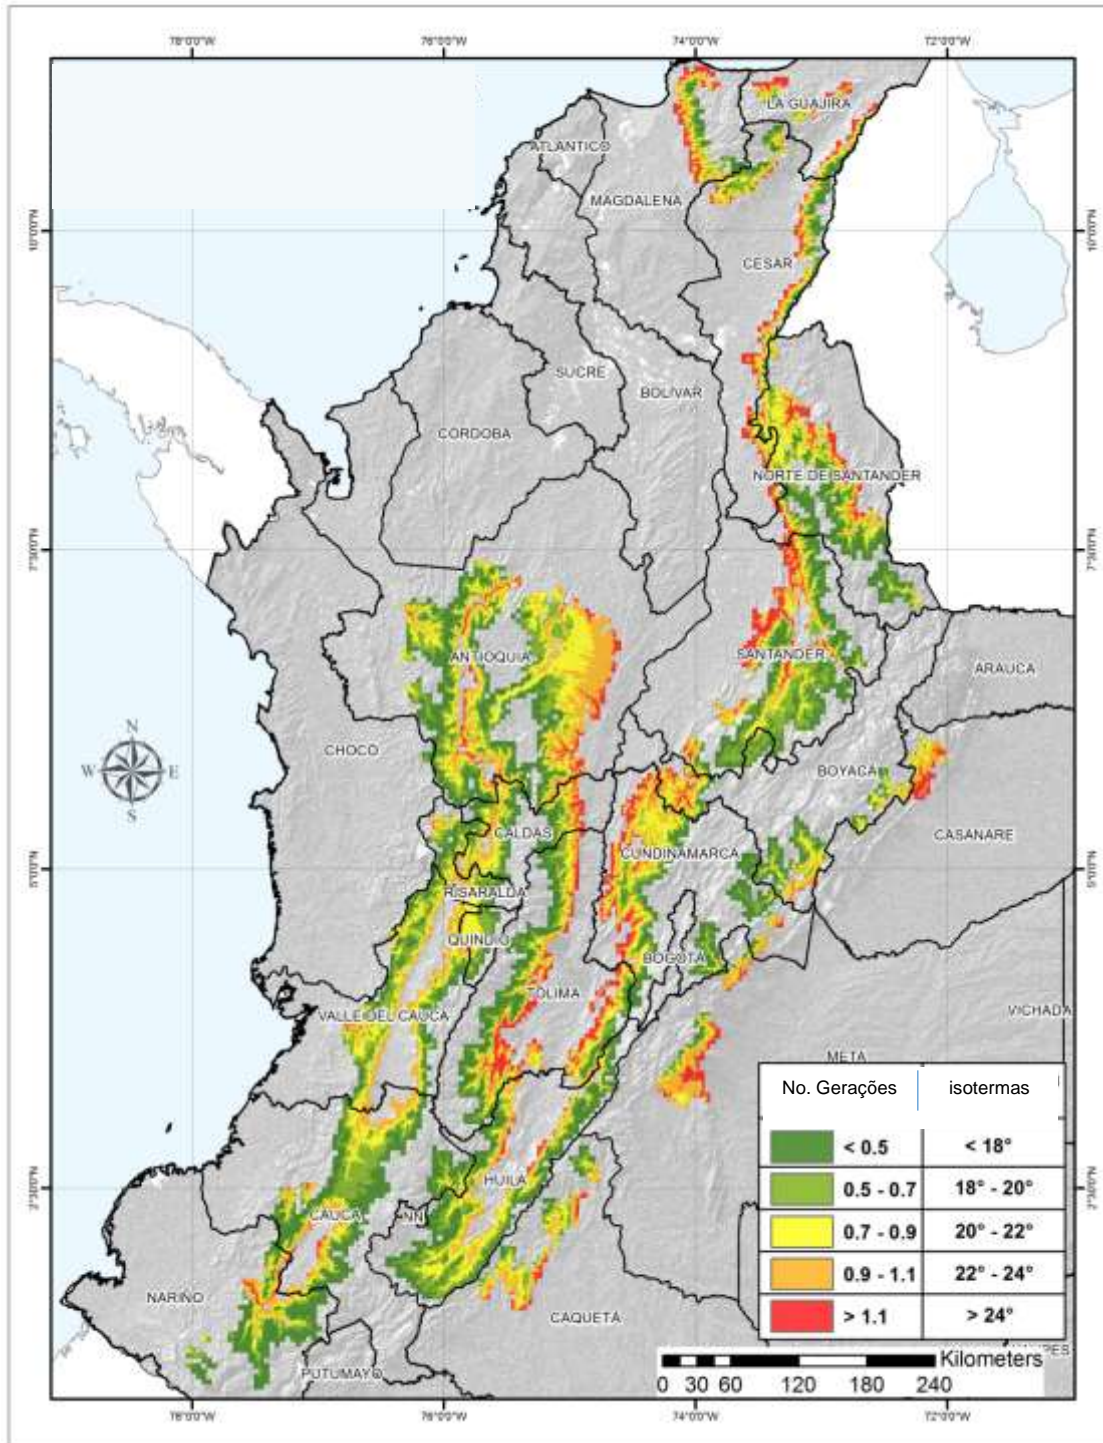 78°0'0"W 76°0'0"W 74°0'0"W 72°0'0"W
LA GUAJIRA
ATLANTICO
MAGDALENA
10°0'0"N 10°0'0"N
CESAR
SUCRE
BOLIVAR
CORDOBA
NORTE DE SANTANDER
7°30'0"N 7°30'0"N
ANTIOQUIA
SANTANDER
ARAUCA
N
W E
S
CHOCO
BOYACA
CALDAS
CASANARE
CUNDINAMARCA
5°0'0"N 5°0'0"N
RISARALDA
QUINDIO
BOGOTÁ
TOLIMA
VALLE DEL CAUCA
VICHADA
META
No. Gerações isotermas
< 0.5 < 18°
0.5 - 0.7 18° - 20°
0.7 - 0.9 20° - 22°
0.9 - 1.1 22° - 24°
> 1.1 > 24°
2°30'0"N 2°30'0"N
HUILA
CAUCA
NN
NARIÑO
CAQUETÁ
PUTUMAYO
Kilometers
0 30 60 120 180 240
78°0'0"W 76°0'0"W 74°0'0"W 72°0'0"W